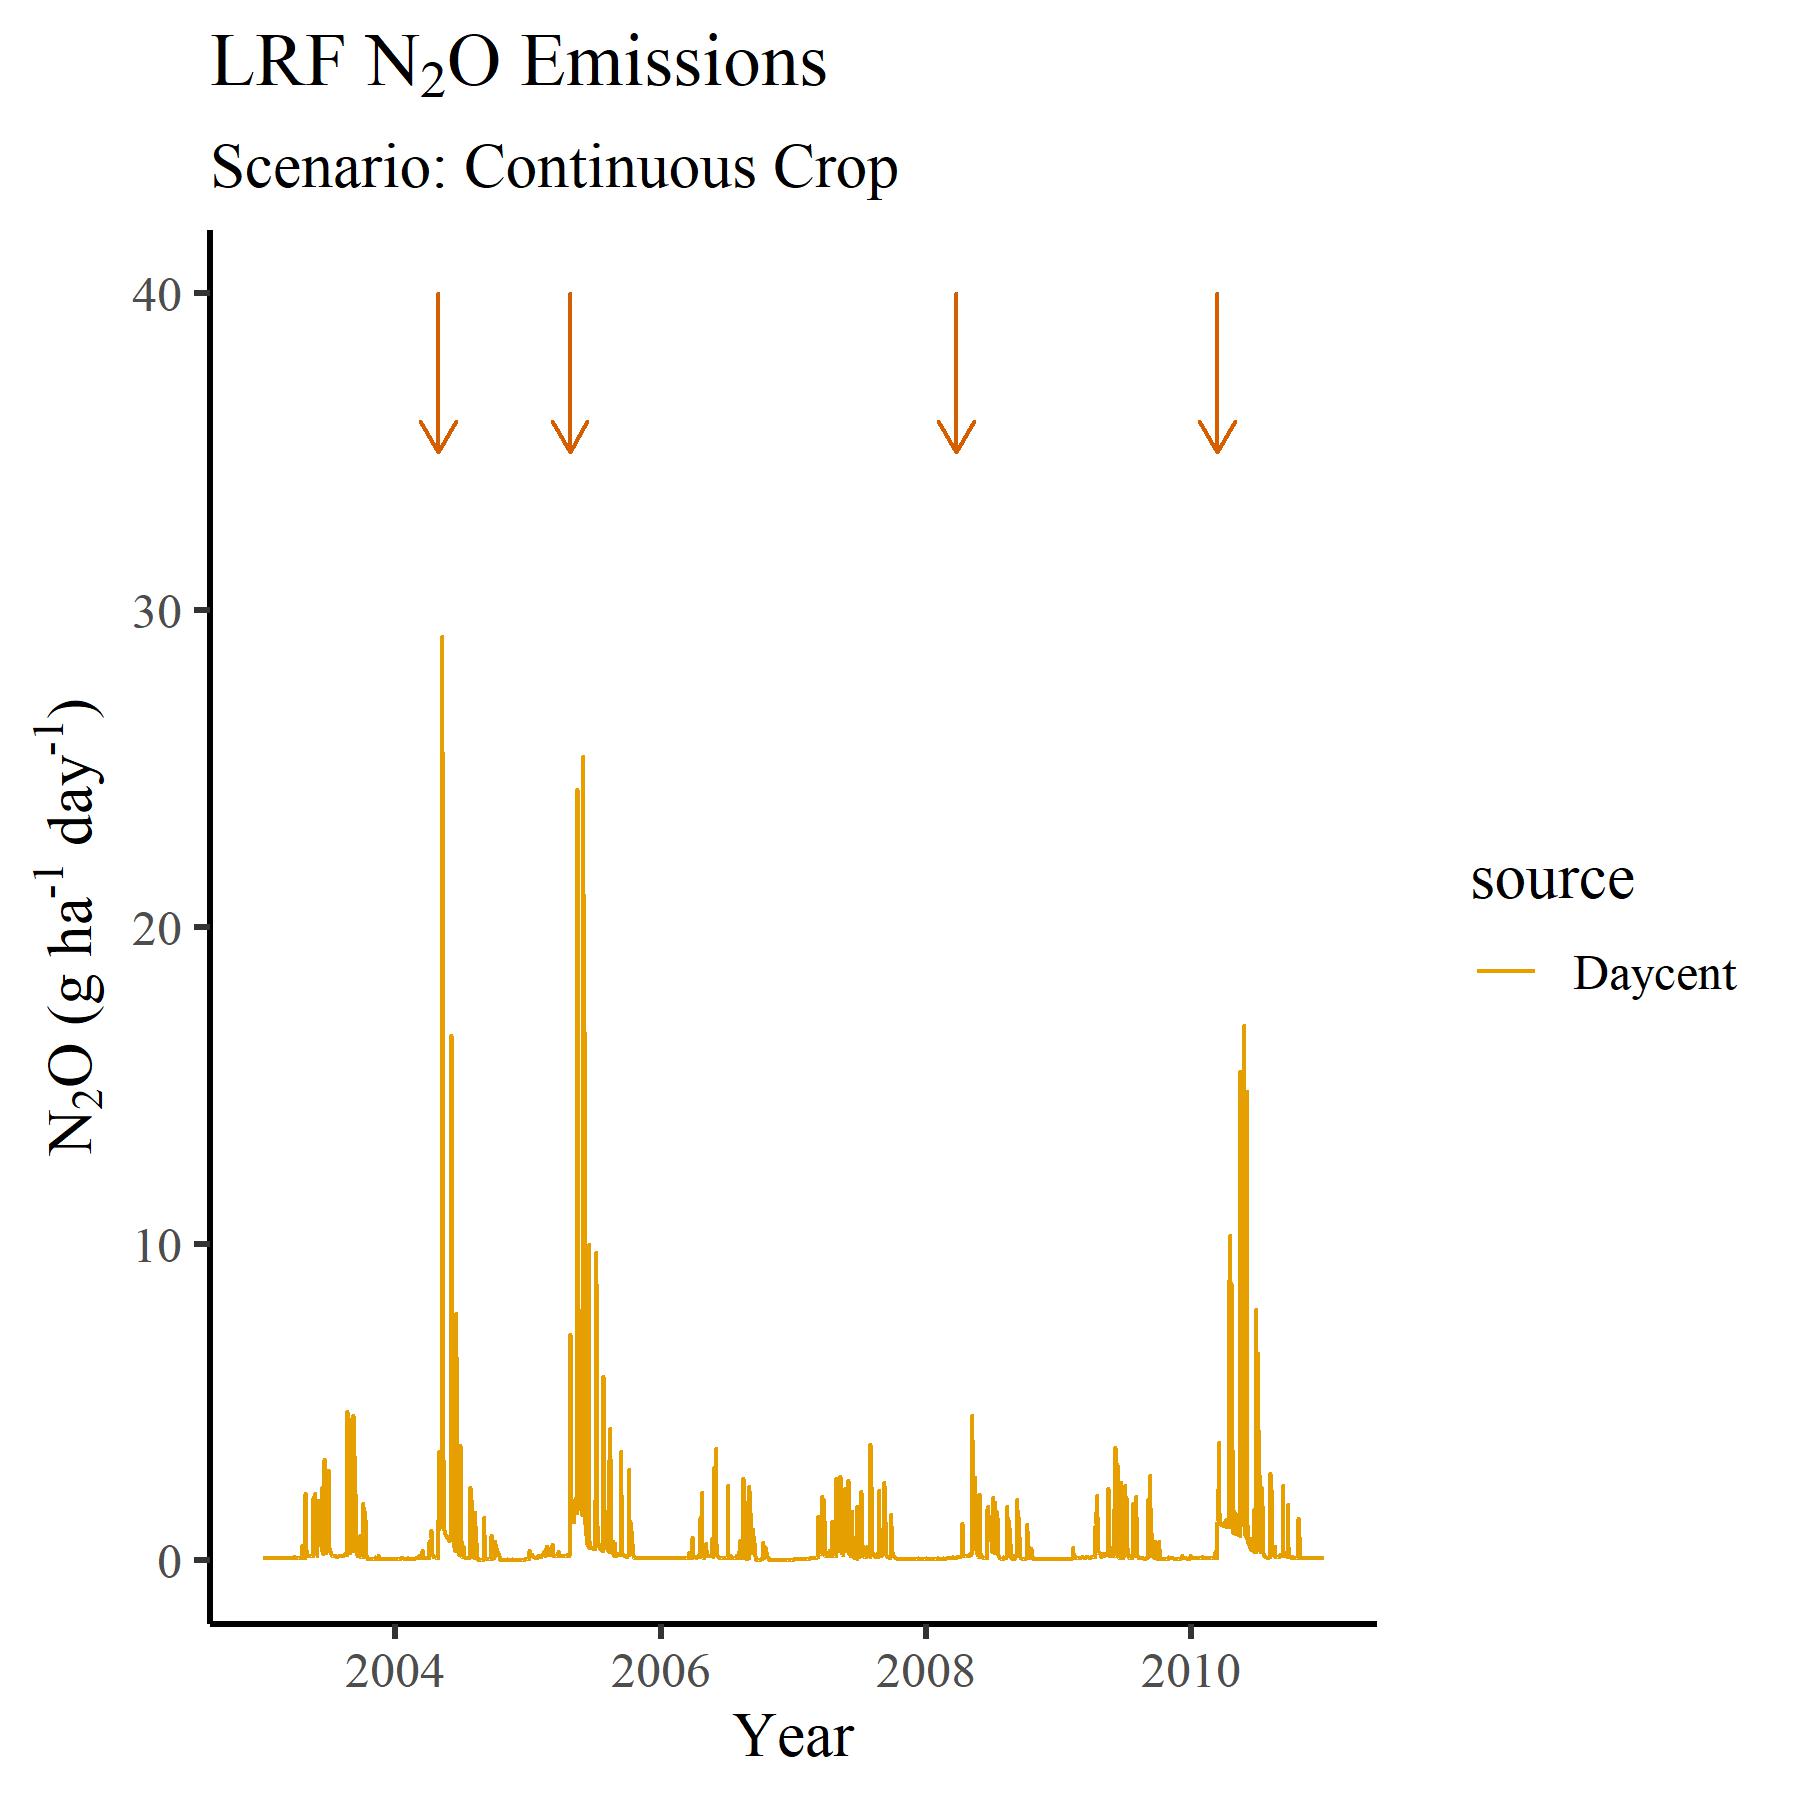 LRF N₂O Emissions
Scenario: Continuous Crop
40
30
20
10
0
N₂O (g ha⁻¹ day⁻¹)
2004 2006 2008 2010
Year
source
Daycent